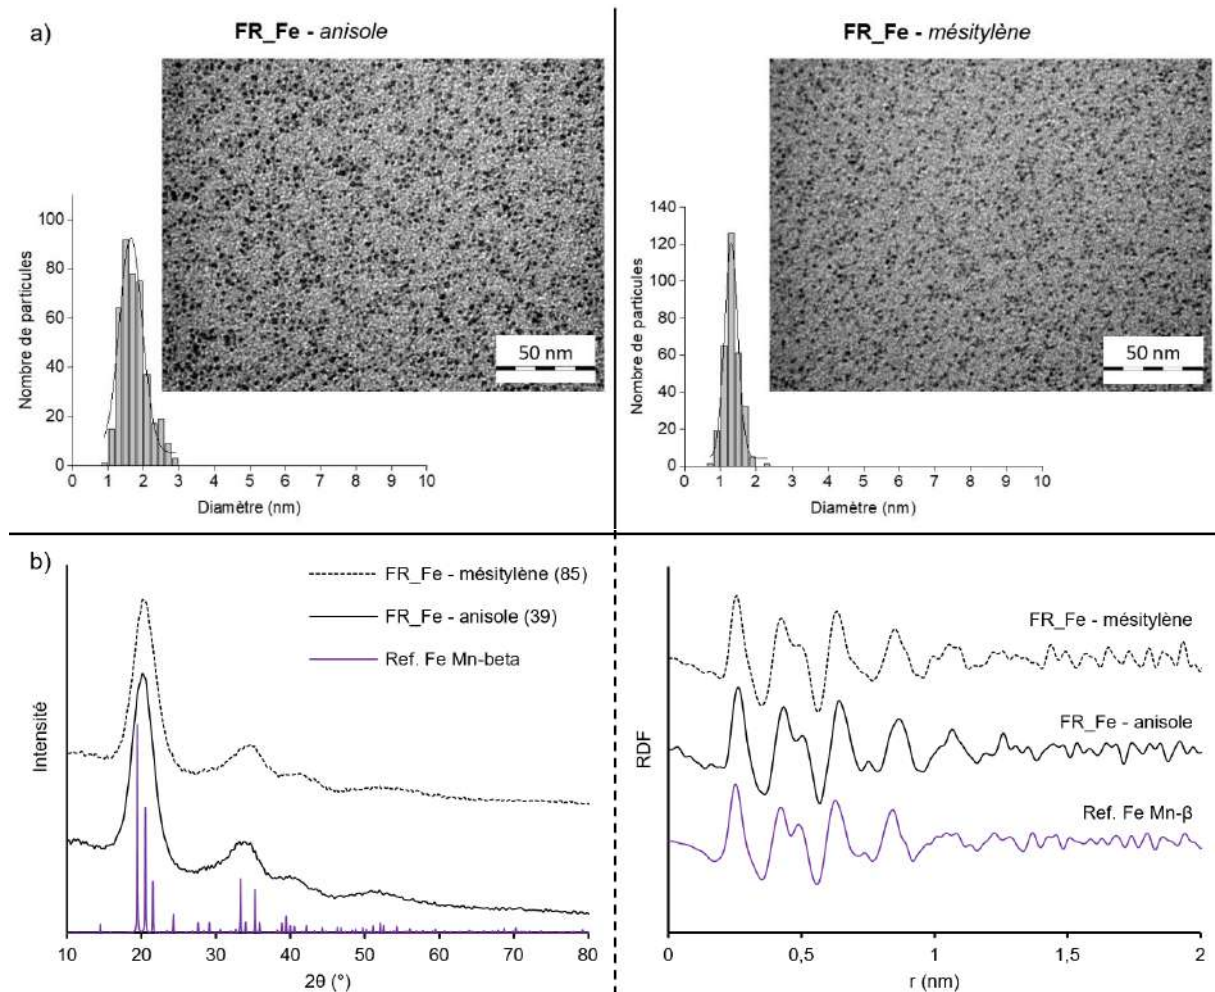 a)
FR_Fe - anisole
50 nm
Nombre de particules
100
80
60
40
20
0
0 1 2 3 4 5 6 7 8 9 10
Diamètre (nm)
FR_Fe - mésitylène
50 nm
Nombre de particules
140
120
100
80
60
40
20
0
0 1 2 3 4 5 6 7 8 9 10
Diamètre (nm)
b)
FR_Fe - mésitylène (85)
FR_Fe - anisole (39)
Ref. Fe Mn-beta
Intensité
10 20 30 40 50 60 70 80
2θ (°)
FR_Fe - mésitylène
FR_Fe - anisole
Ref. Fe Mn-β
RDF
0 0,5 1 1,5 2
r (nm)